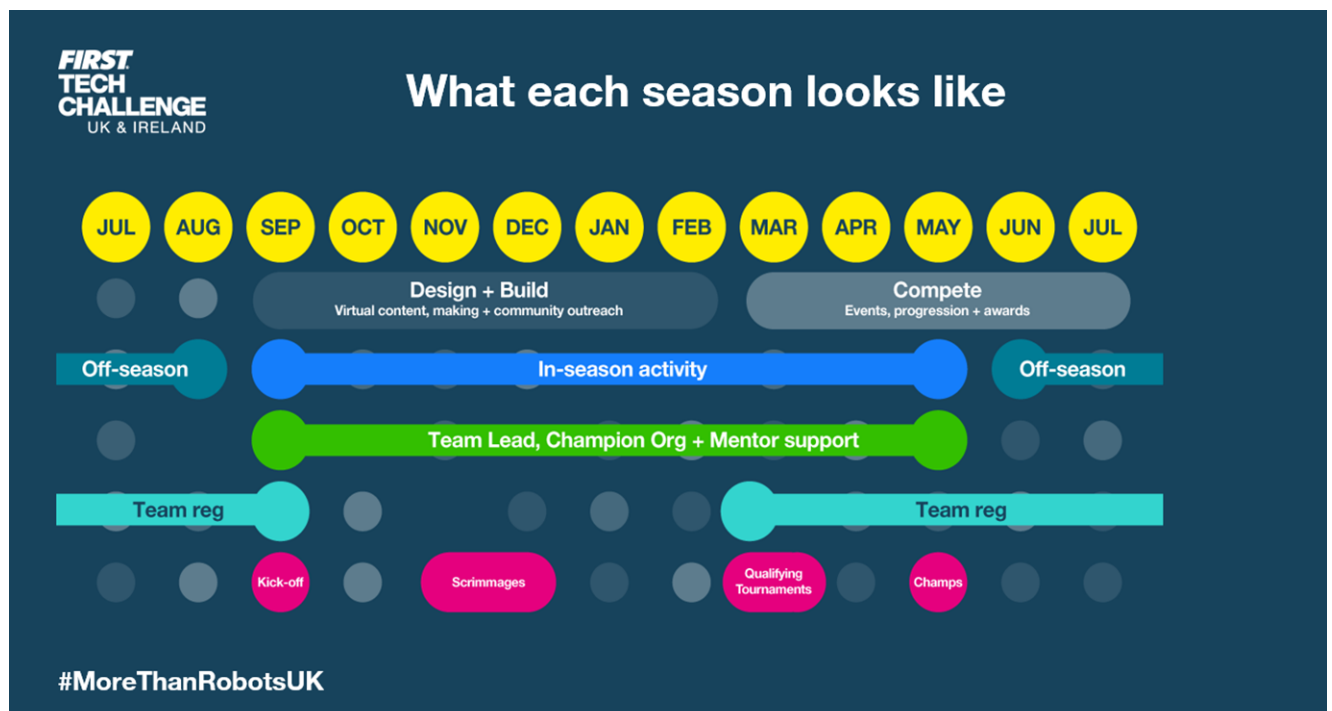 FIRST
TECH
CHALLENGE
UK & IRELAND
What each season looks like
JUL AUG SEP OCT NOV DEC JAN FEB MAR APR MAY JUN JUL
Design + Build
Virtual content, making + community outreach
Compete
Events, progression + awards
Off-season In-season activity Off-season
Team Lead, Champion Org + Mentor support
Team reg Team reg
Kick-off
Scrimmages
Qualifying
Tournaments
Champs
#MoreThanRobotsUK